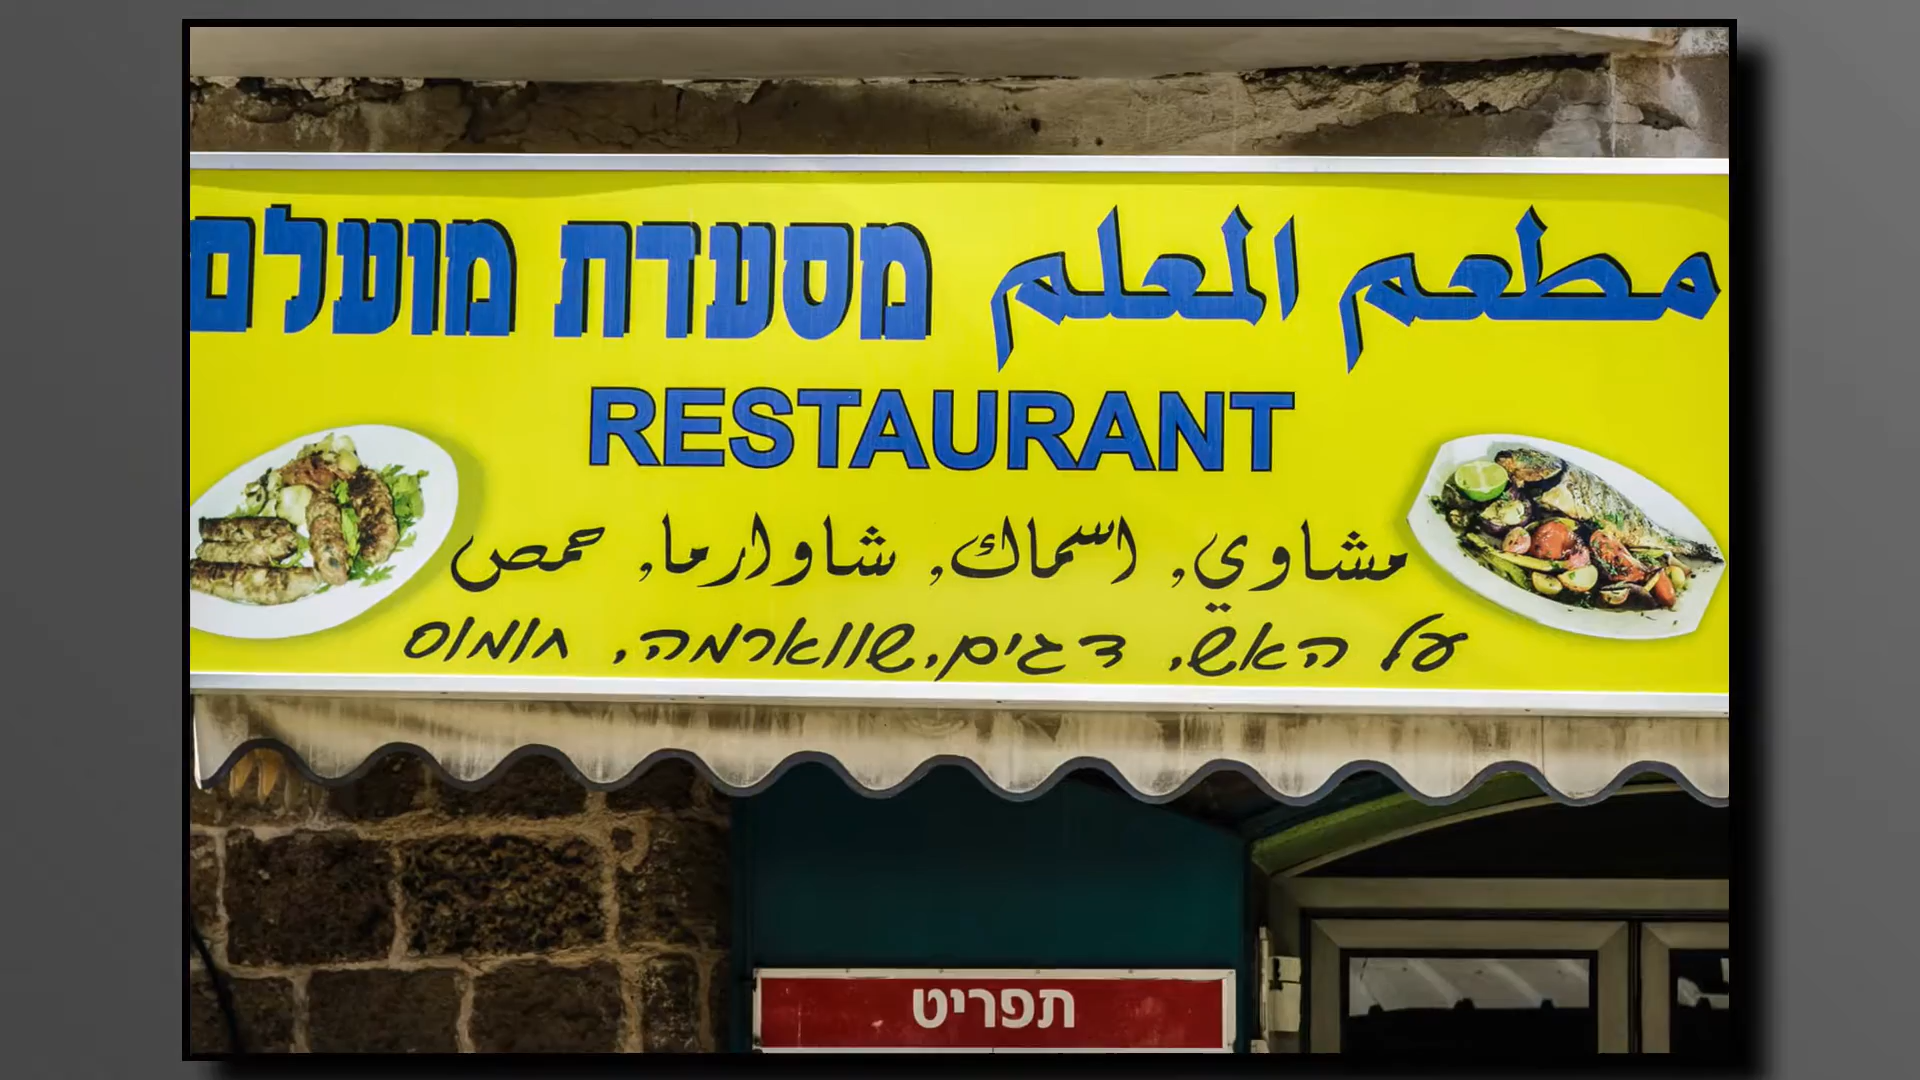 مطعم المعلم מסעדת מועלם
RESTAURANT
مشاوي, اسماك, شاوارما, حمص
על האש, דגים, שווארמה, חומוס
תפריט